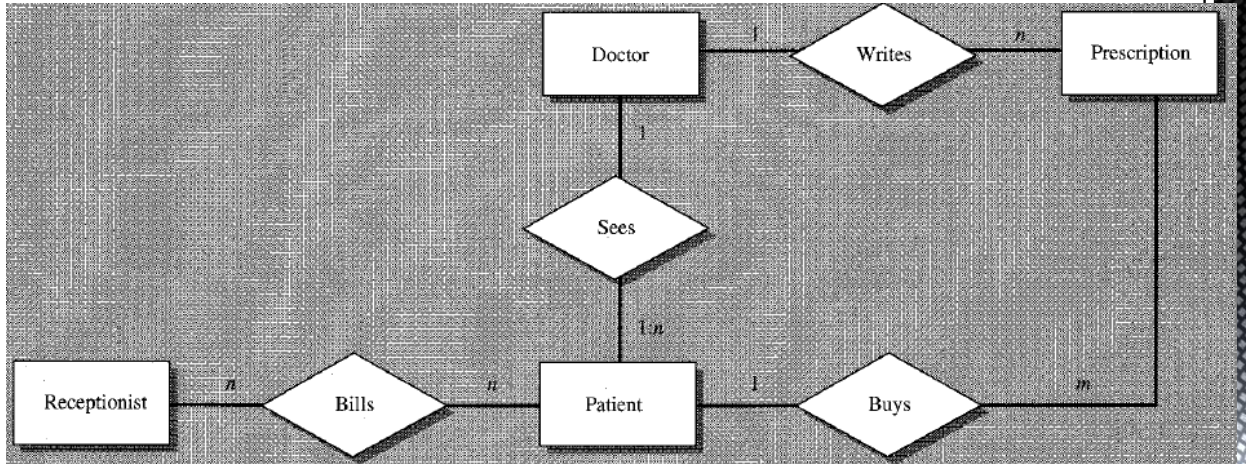 Doctor
1
Writes
n
Prescription
1
Sees
1:n
Receptionist
n
Bills
n
Patient
1
Buys
m